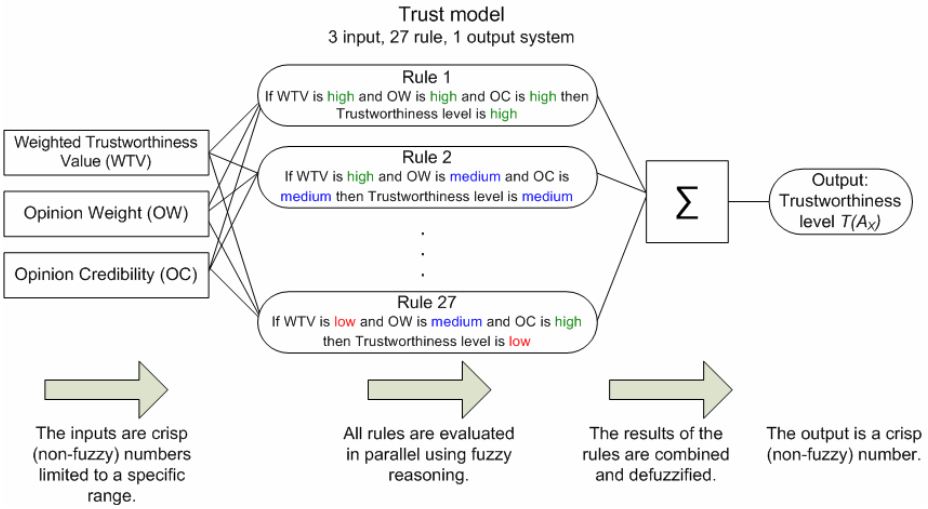 Trust model
3 input, 27 rule, 1 output system
Weighted Trustworthiness
Value (WTV)
Opinion Weight (OW)
Opinion Credibility (OC)
Rule 1
If WTV is high and OW is high and OC is high then
Trustworthiness level is high
Rule 2
If WTV is high and OW is medium and OC is
medium then Trustworthiness level is medium
.
.
.
Rule 27
If WTV is low and OW is medium and OC is high
then Trustworthiness level is low
Σ
Output:
Trustworthiness
level T(Aₓ)
The inputs are crisp
(non-fuzzy) numbers
limited to a specific
range.
All rules are evaluated
in parallel using fuzzy
reasoning.
The results of the
rules are combined
and defuzzified.
The output is a crisp
(non-fuzzy) number.